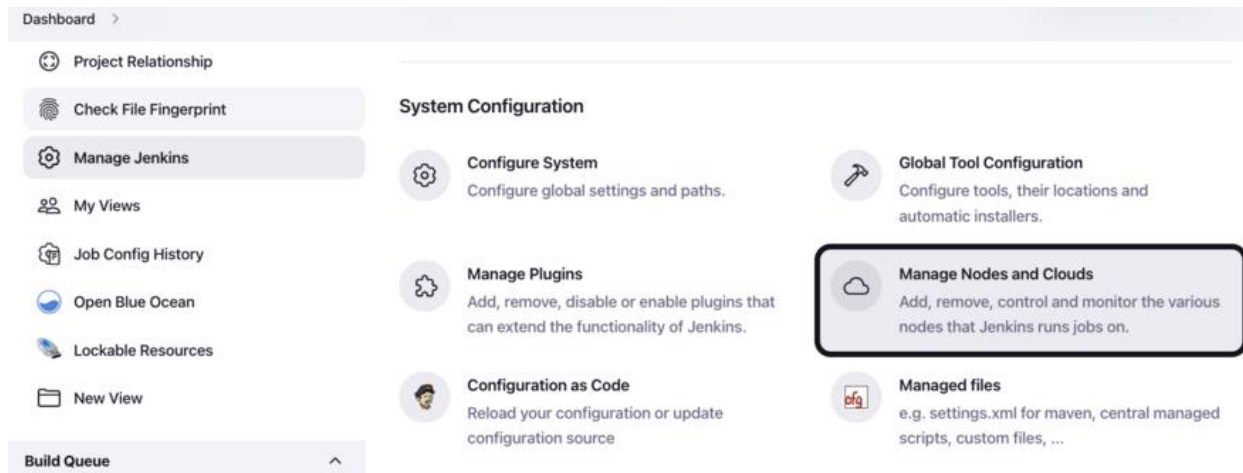 Dashboard >
Project Relationship
Check File Fingerprint
Manage Jenkins
My Views
Job Config History
Open Blue Ocean
Lockable Resources
New View
Build Queue
System Configuration
Configure System
Configure global settings and paths.
Global Tool Configuration
Configure tools, their locations and
automatic installers.
Manage Plugins
Add, remove, disable or enable plugins that
can extend the functionality of Jenkins.
Manage Nodes and Clouds
Add, remove, control and monitor the various
nodes that Jenkins runs jobs on.
Configuration as Code
Reload your configuration or update
configuration source
cfg
Managed files
e.g. settings.xml for maven, central managed
scripts, custom files, ...